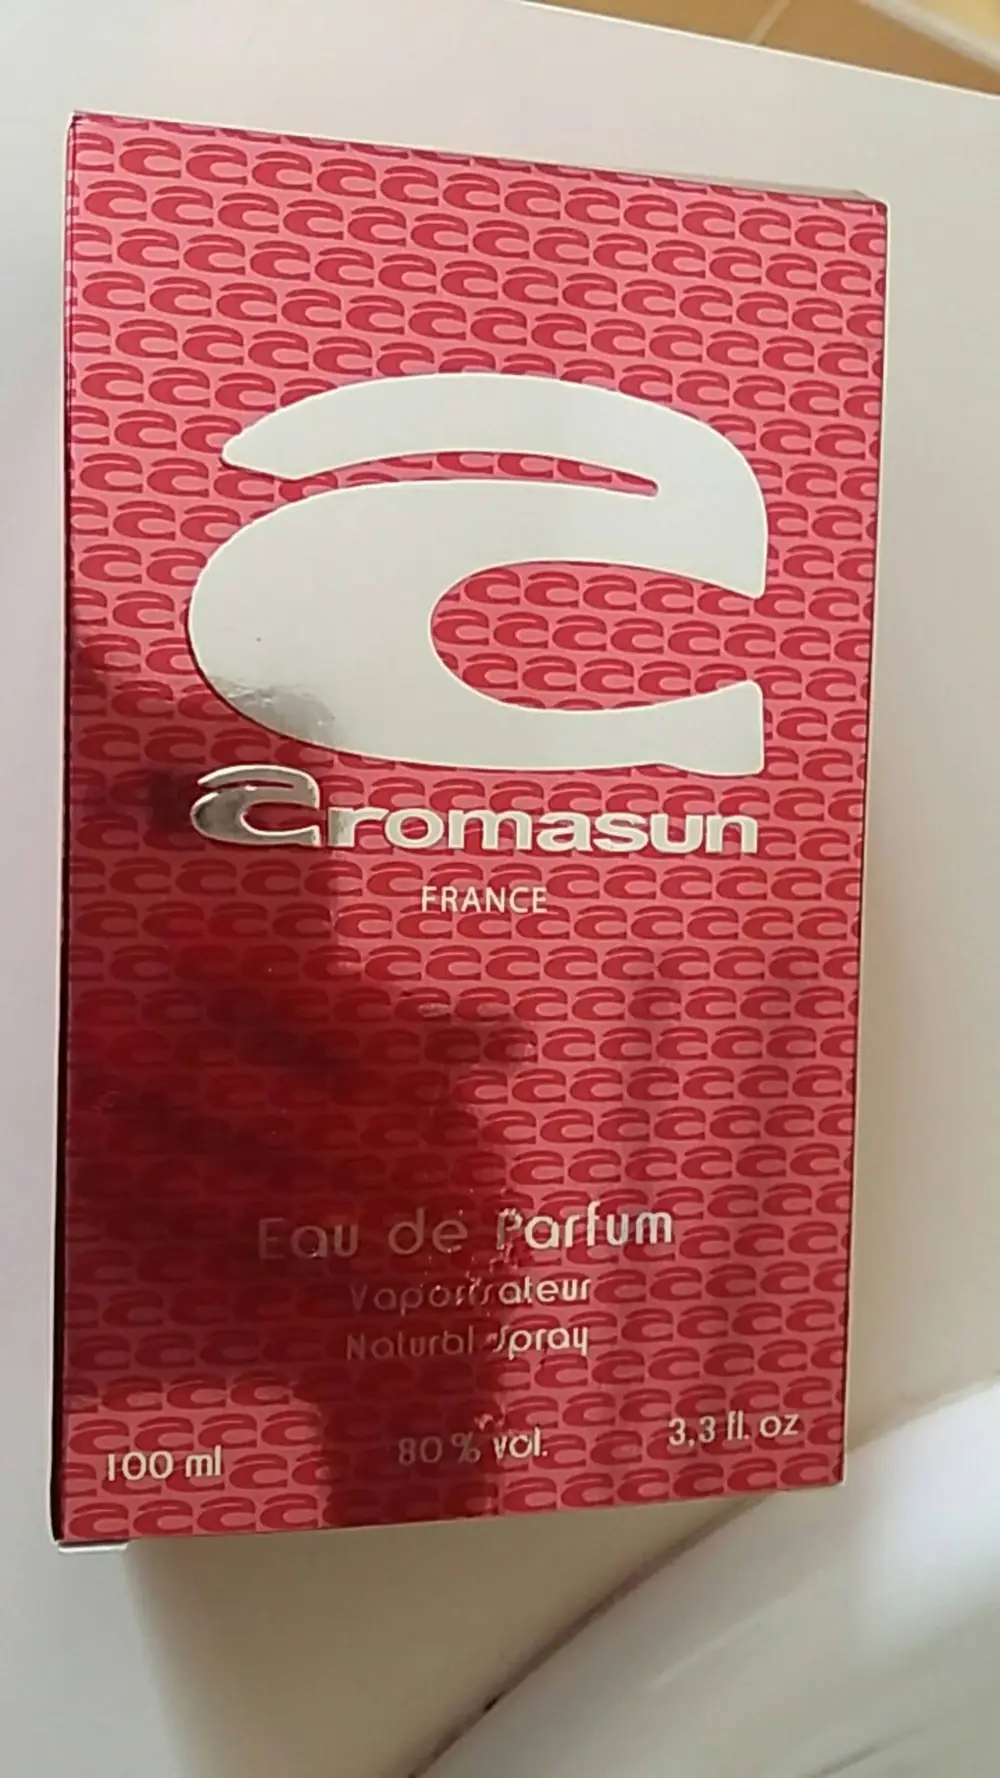 aromasun
FRANCE
Eau de Parfum
Vaporisateur
Natural Spray
100 ml 80% vol. 3,3 fl. oz